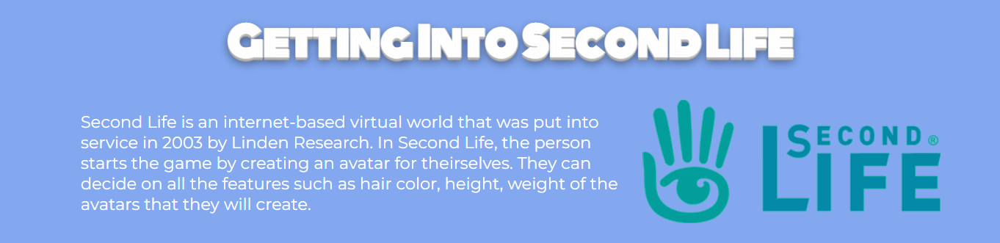 Getting Into Second Life
Second Life is an internet-based virtual world that was put into
service in 2003 by Linden Research. In Second Life, the person
starts the game by creating an avatar for theirselves. They can
decide on all the features such as hair color, height, weight of the
avatars that they will create.
SECOND®
LIFE